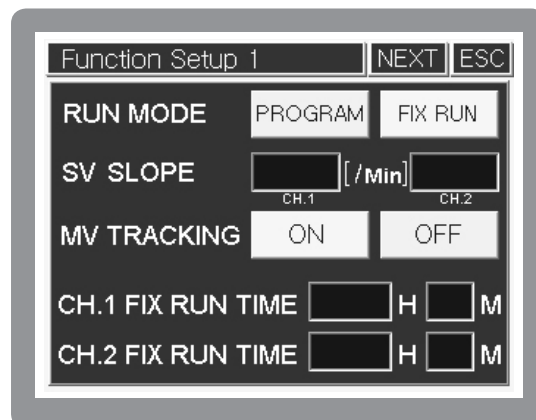 Function Setup 1 NEXT ESC
RUN MODE PROGRAM FIX RUN
SV SLOPE [/Min]
CH.1 CH.2
MV TRACKING ON OFF
CH.1 FIX RUN TIME H M
CH.2 FIX RUN TIME H M